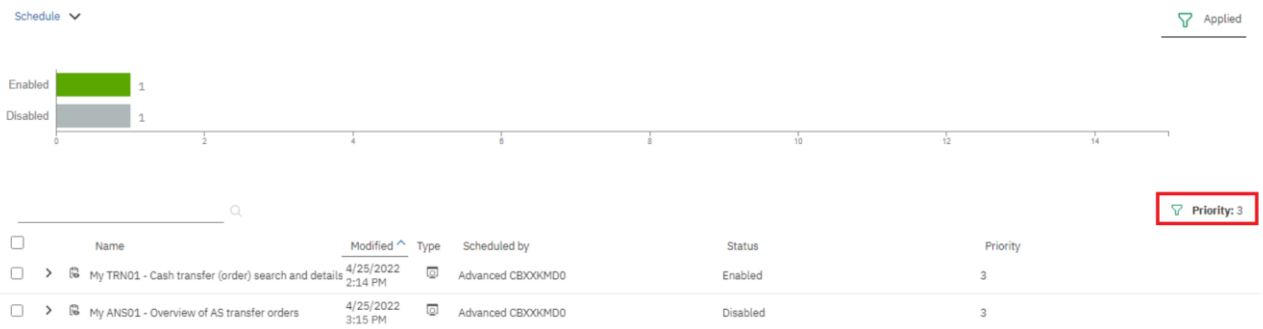 Schedule
Applied
Enabled 1
Disabled 1
0 2 4 6 8 10 12 14
Priority: 3
Name Modified Type Scheduled by Status Priority
My TRN01 - Cash transfer (order) search and details 4/25/2022 2:14 PM Advanced CBXXKMD0 Enabled 3
My ANS01 - Overview of AS transfer orders 4/25/2022 3:15 PM Advanced CBXXKMD0 Disabled 3